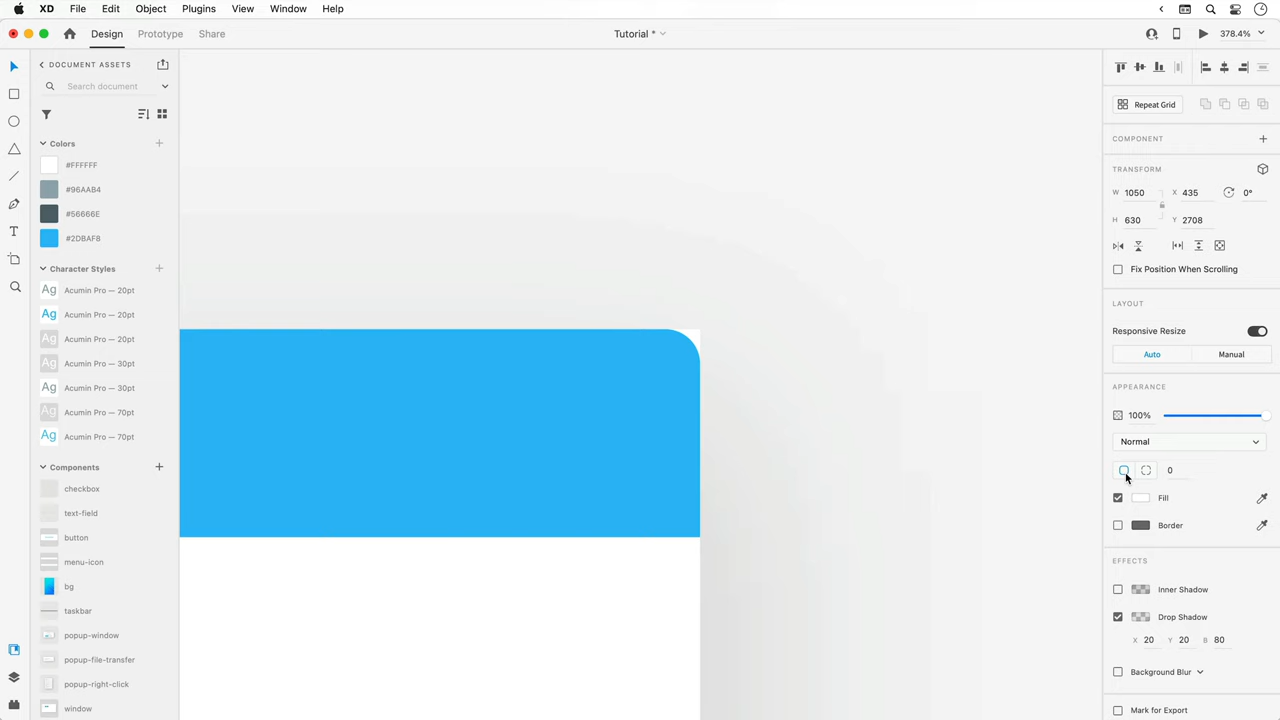 XD File Edit Object Plugins View Window Help
Design Prototype Share
Tutorial *
378.4%
DOCUMENT ASSETS
Search document
Colors
#FFFFFF
#96AAB4
#56666E
#2DBAF8
Character Styles
Ag Acumin Pro — 20pt
Ag Acumin Pro — 20pt
Ag Acumin Pro — 20pt
Ag Acumin Pro — 30pt
Ag Acumin Pro — 30pt
Ag Acumin Pro — 70pt
Ag Acumin Pro — 70pt
Components
checkbox
text-field
button
menu-icon
bg
taskbar
popup-window
popup-file-transfer
popup-right-click
window
Repeat Grid
COMPONENT
TRANSFORM
W 1050 X 435 0°
H 630 Y 2708
Fix Position When Scrolling
LAYOUT
Responsive Resize
Auto Manual
APPEARANCE
100%
Normal
0
Fill
Border
EFFECTS
Inner Shadow
Drop Shadow
X 20 Y 20 B 80
Background Blur
Mark for Export